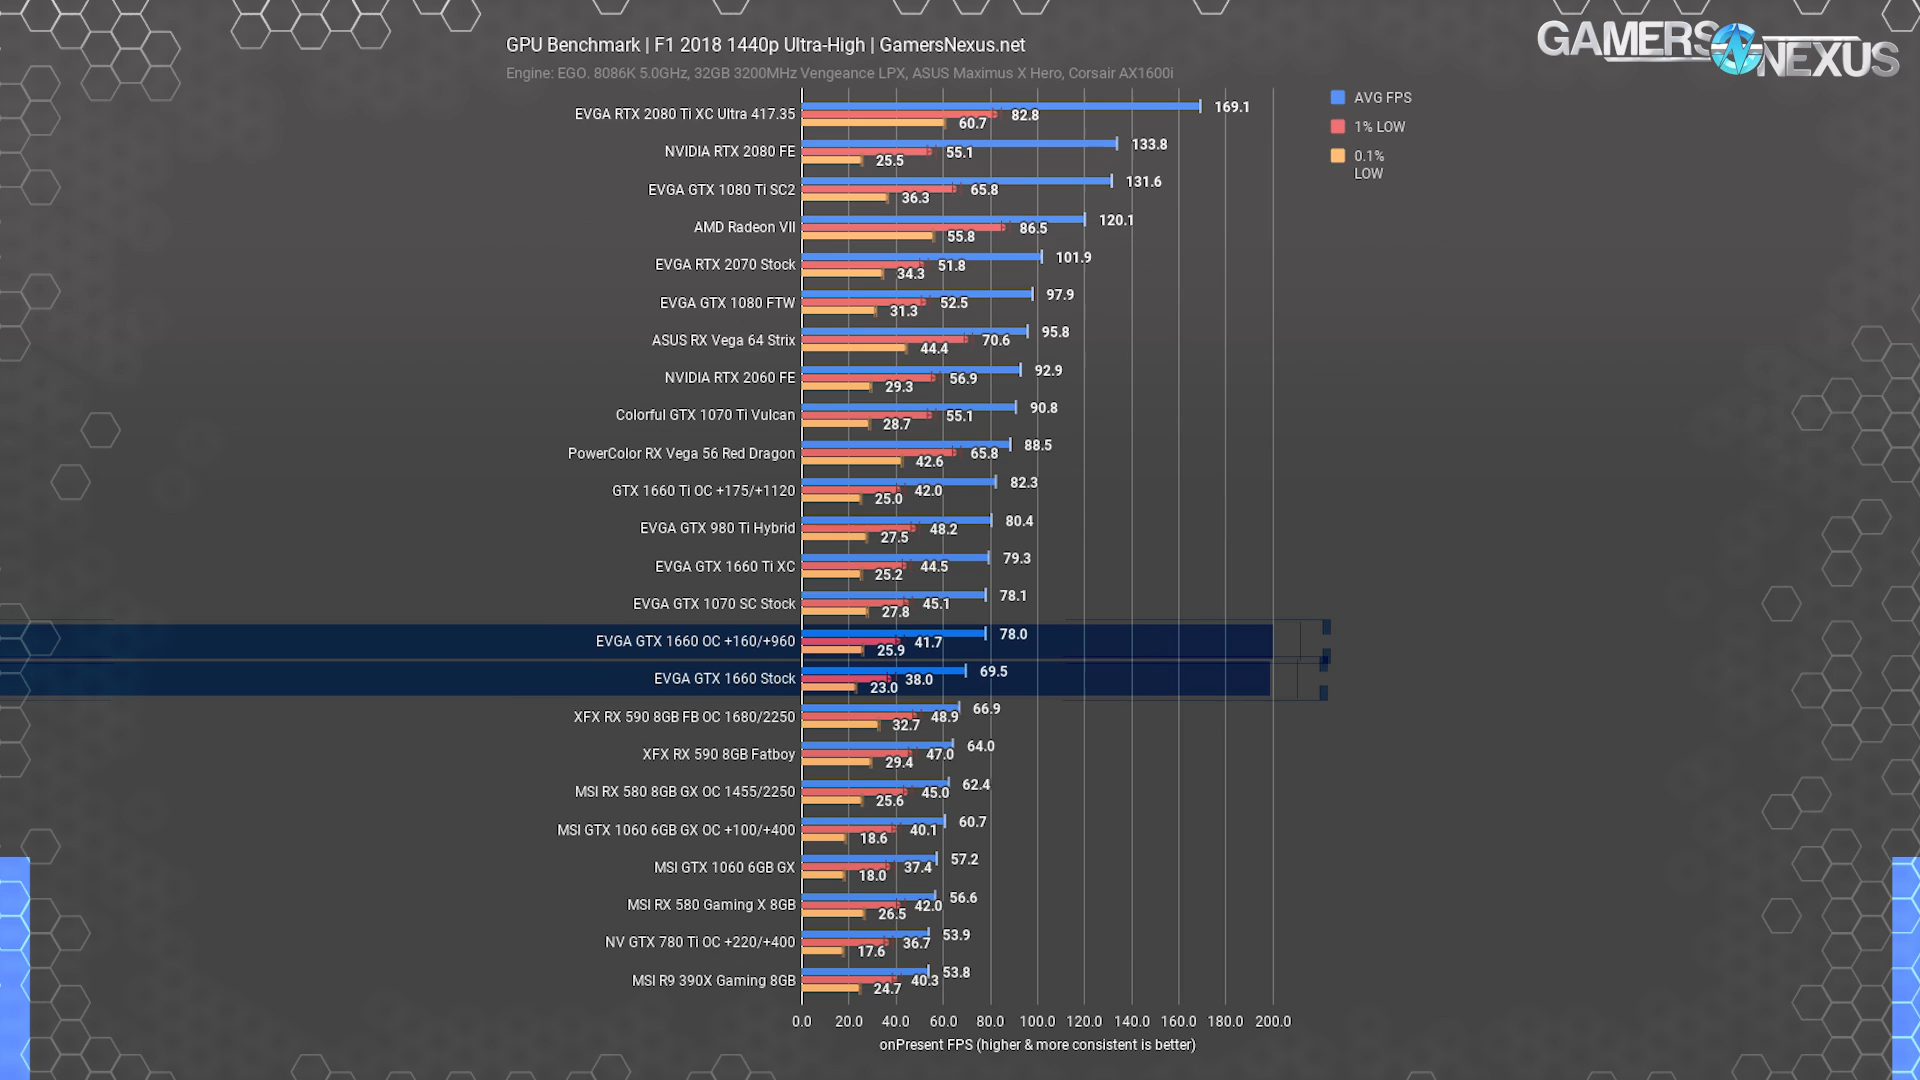 GPU Benchmark | F1 2018 1440p Ultra-High | GamersNexus.net
GAMERS NEXUS
Engine: EGO. 8086K 5.0GHz, 32GB 3200MHz Vengeance LPX, ASUS Maximus X Hero, Corsair AX1600i
AVG FPS
1% LOW
0.1%
LOW
EVGA RTX 2080 Ti XC Ultra 417.35 169.1 82.8 60.7
NVIDIA RTX 2080 FE 133.8 55.1 25.5
EVGA GTX 1080 Ti SC2 131.6 65.8 36.3
AMD Radeon VII 120.1 86.5 55.8
EVGA RTX 2070 Stock 101.9 51.8 34.3
EVGA GTX 1080 FTW 97.9 52.5 31.3
ASUS RX Vega 64 Strix 95.8 70.6 44.4
NVIDIA RTX 2060 FE 92.9 56.9 29.3
Colorful GTX 1070 Ti Vulcan 90.8 55.1 28.7
PowerColor RX Vega 56 Red Dragon 88.5 65.8 42.6
GTX 1660 Ti OC +175/+1120 82.3 42.0 25.0
EVGA GTX 980 Ti Hybrid 80.4 48.2 27.5
EVGA GTX 1660 Ti XC 79.3 44.5 25.2
EVGA GTX 1070 SC Stock 78.1 45.1 27.8
EVGA GTX 1660 OC +160/+960 78.0 41.7 25.9
EVGA GTX 1660 Stock 69.5 38.0 23.0
XFX RX 590 8GB FB OC 1680/2250 66.9 48.9 32.7
XFX RX 590 8GB Fatboy 64.0 47.0 29.4
MSI RX 580 8GB GX OC 1455/2250 62.4 45.0 25.6
MSI GTX 1060 6GB GX OC +100/+400 60.7 40.1 18.6
MSI GTX 1060 6GB GX 57.2 37.4 18.0
MSI RX 580 Gaming X 8GB 56.6 42.0 26.5
NV GTX 780 Ti OC +220/+400 53.9 36.7 17.6
MSI R9 390X Gaming 8GB 53.8 40.3 24.7
0.0 20.0 40.0 60.0 80.0 100.0 120.0 140.0 160.0 180.0 200.0
onPresent FPS (higher & more consistent is better)